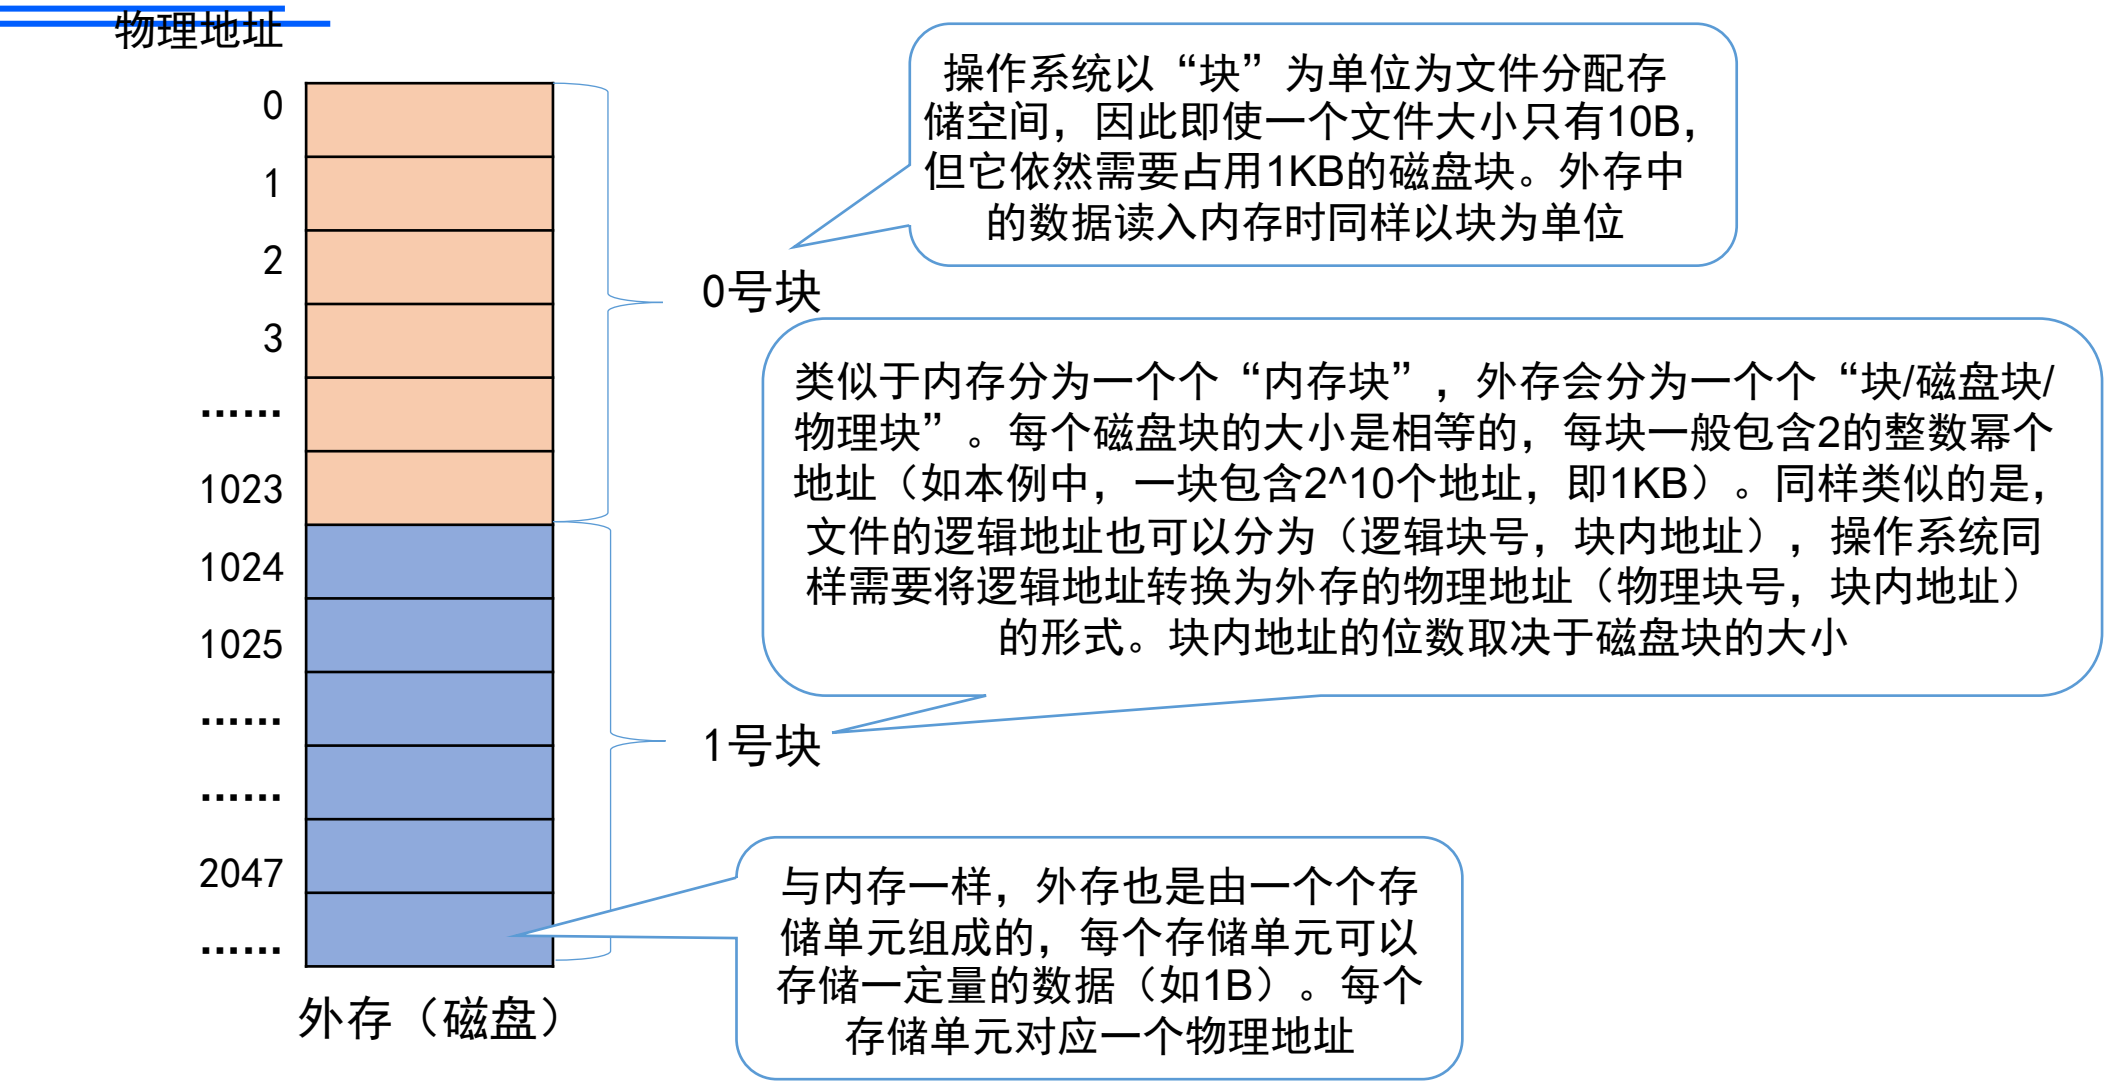 物理地址
0
1
2
3
……
1023
1024
1025
……
……
2047
……
外存（磁盘）
0号块
1号块
操作系统以“块”为单位为文件分配存
储空间，因此即使一个文件大小只有10B，
但它依然需要占用1KB的磁盘块。外存中
的数据读入内存时同样以块为单位
类似于内存分为一个个“内存块”，外存会分为一个个“块/磁盘块/
物理块”。每个磁盘块的大小是相等的，每块一般包含2的整数幂个
地址（如本例中，一块包含2^10个地址，即1KB）。同样类似的是，
文件的逻辑地址也可以分为（逻辑块号，块内地址），操作系统同
样需要将逻辑地址转换为外存的物理地址（物理块号，块内地址）
的形式。块内地址的位数取决于磁盘块的大小
与内存一样，外存也是由一个个存
储单元组成的，每个存储单元可以
存储一定量的数据（如1B）。每个
存储单元对应一个物理地址